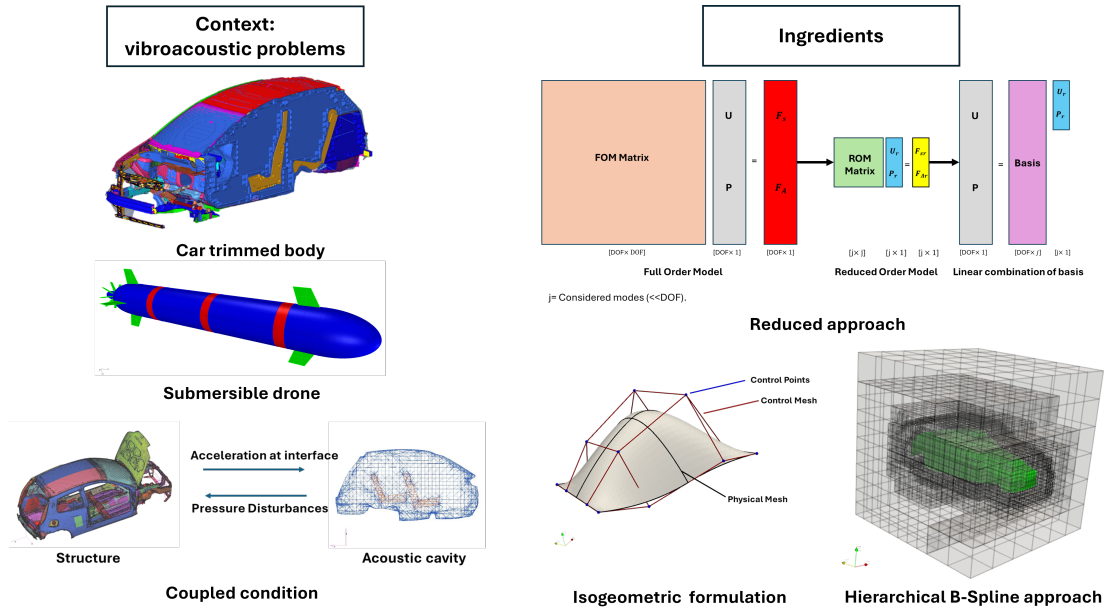 Context:
vibroacoustic problems
Car trimmed body
Submersible drone
Acceleration at interface
Pressure Disturbances
Structure
Acoustic cavity
Coupled condition
Ingredients
FOM Matrix
U
P
=
F_s
F_A
ROM
Matrix
U_r
P_r
=
F_sr
F_Ar
U
P
=
Basis
U_r
P_r
[DOF× DOF]
[DOF× 1]
[DOF× 1]
[j× j]
[j × 1]
[j × 1]
[DOF× 1]
[DOF× j]
[j× 1]
Full Order Model
Reduced Order Model
Linear combination of basis
j= Considered modes (<<DOF).
Reduced approach
Control Points
Control Mesh
Physical Mesh
Isogeometric formulation
Hierarchical B-Spline approach